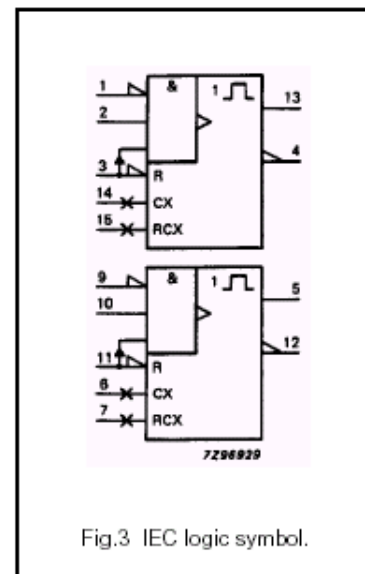 1 & 1 13
2
4
3 R
14 CX
15 RCX
9 & 1 5
10
12
11 R
6 CX
7 RCX
7Z96929
Fig.3 IEC logic symbol.